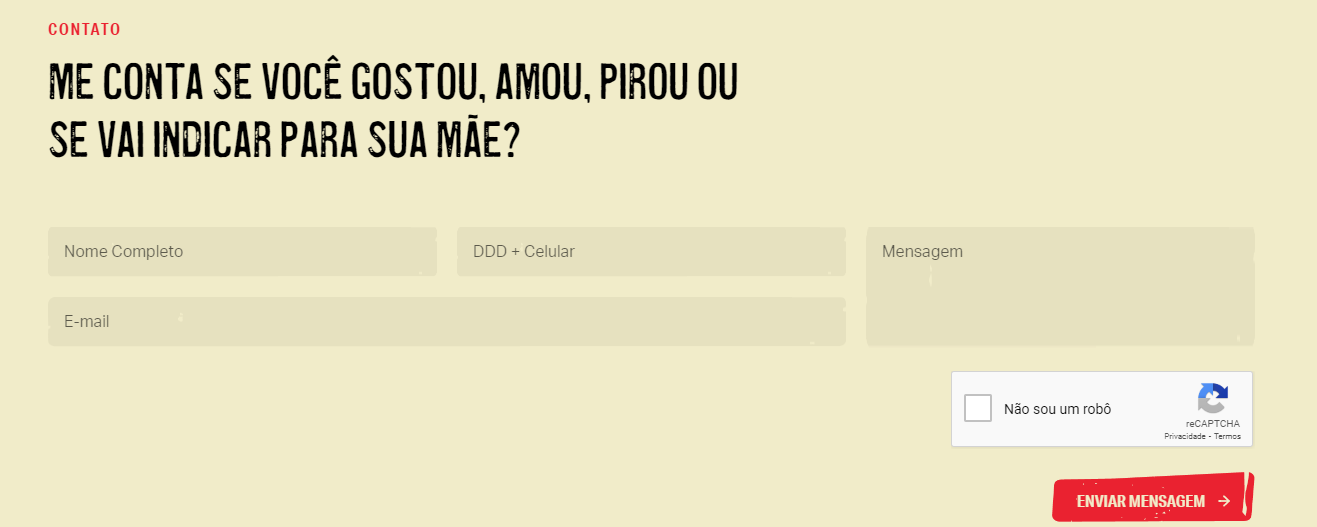 CONTATO
ME CONTA SE VOCÊ GOSTOU, AMOU, PIROU OU
SE VAI INDICAR PARA SUA MÃE?
Nome Completo
DDD + Celular
Mensagem
E-mail
Não sou um robô
reCAPTCHA
Privacidade - Termos
ENVIAR MENSAGEM →